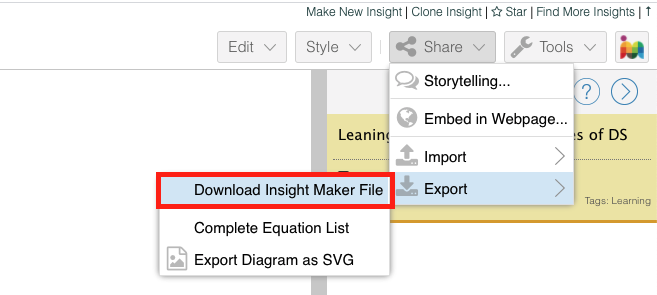 Make New Insight | Clone Insight | ☆ Star | Find More Insights | ↑
Edit Style Share Tools
Storytelling...
? 
Embed in Webpage...
Leaning es of DS
Import
Export
Tags: Learning
Download Insight Maker File
Complete Equation List
Export Diagram as SVG